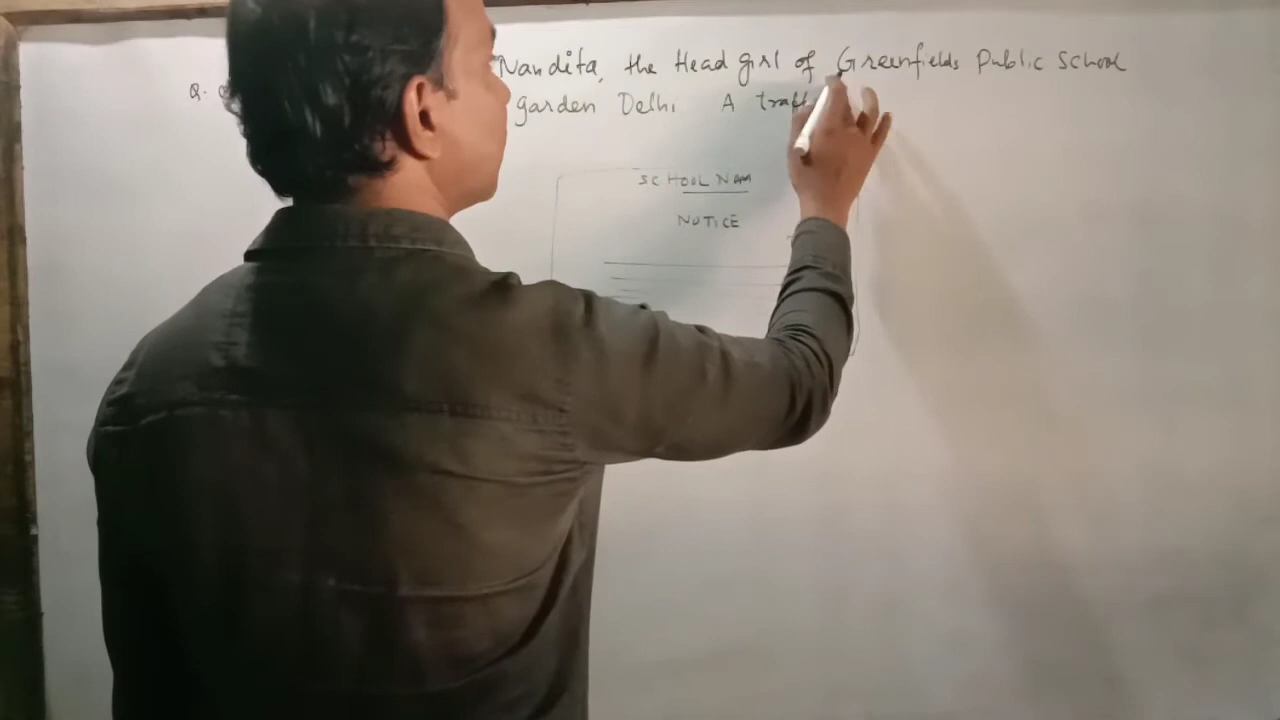 Q. Nandita, the Head girl of Greenfields Public School
garden Delhi A
SCHOOL NAM
NOTICE